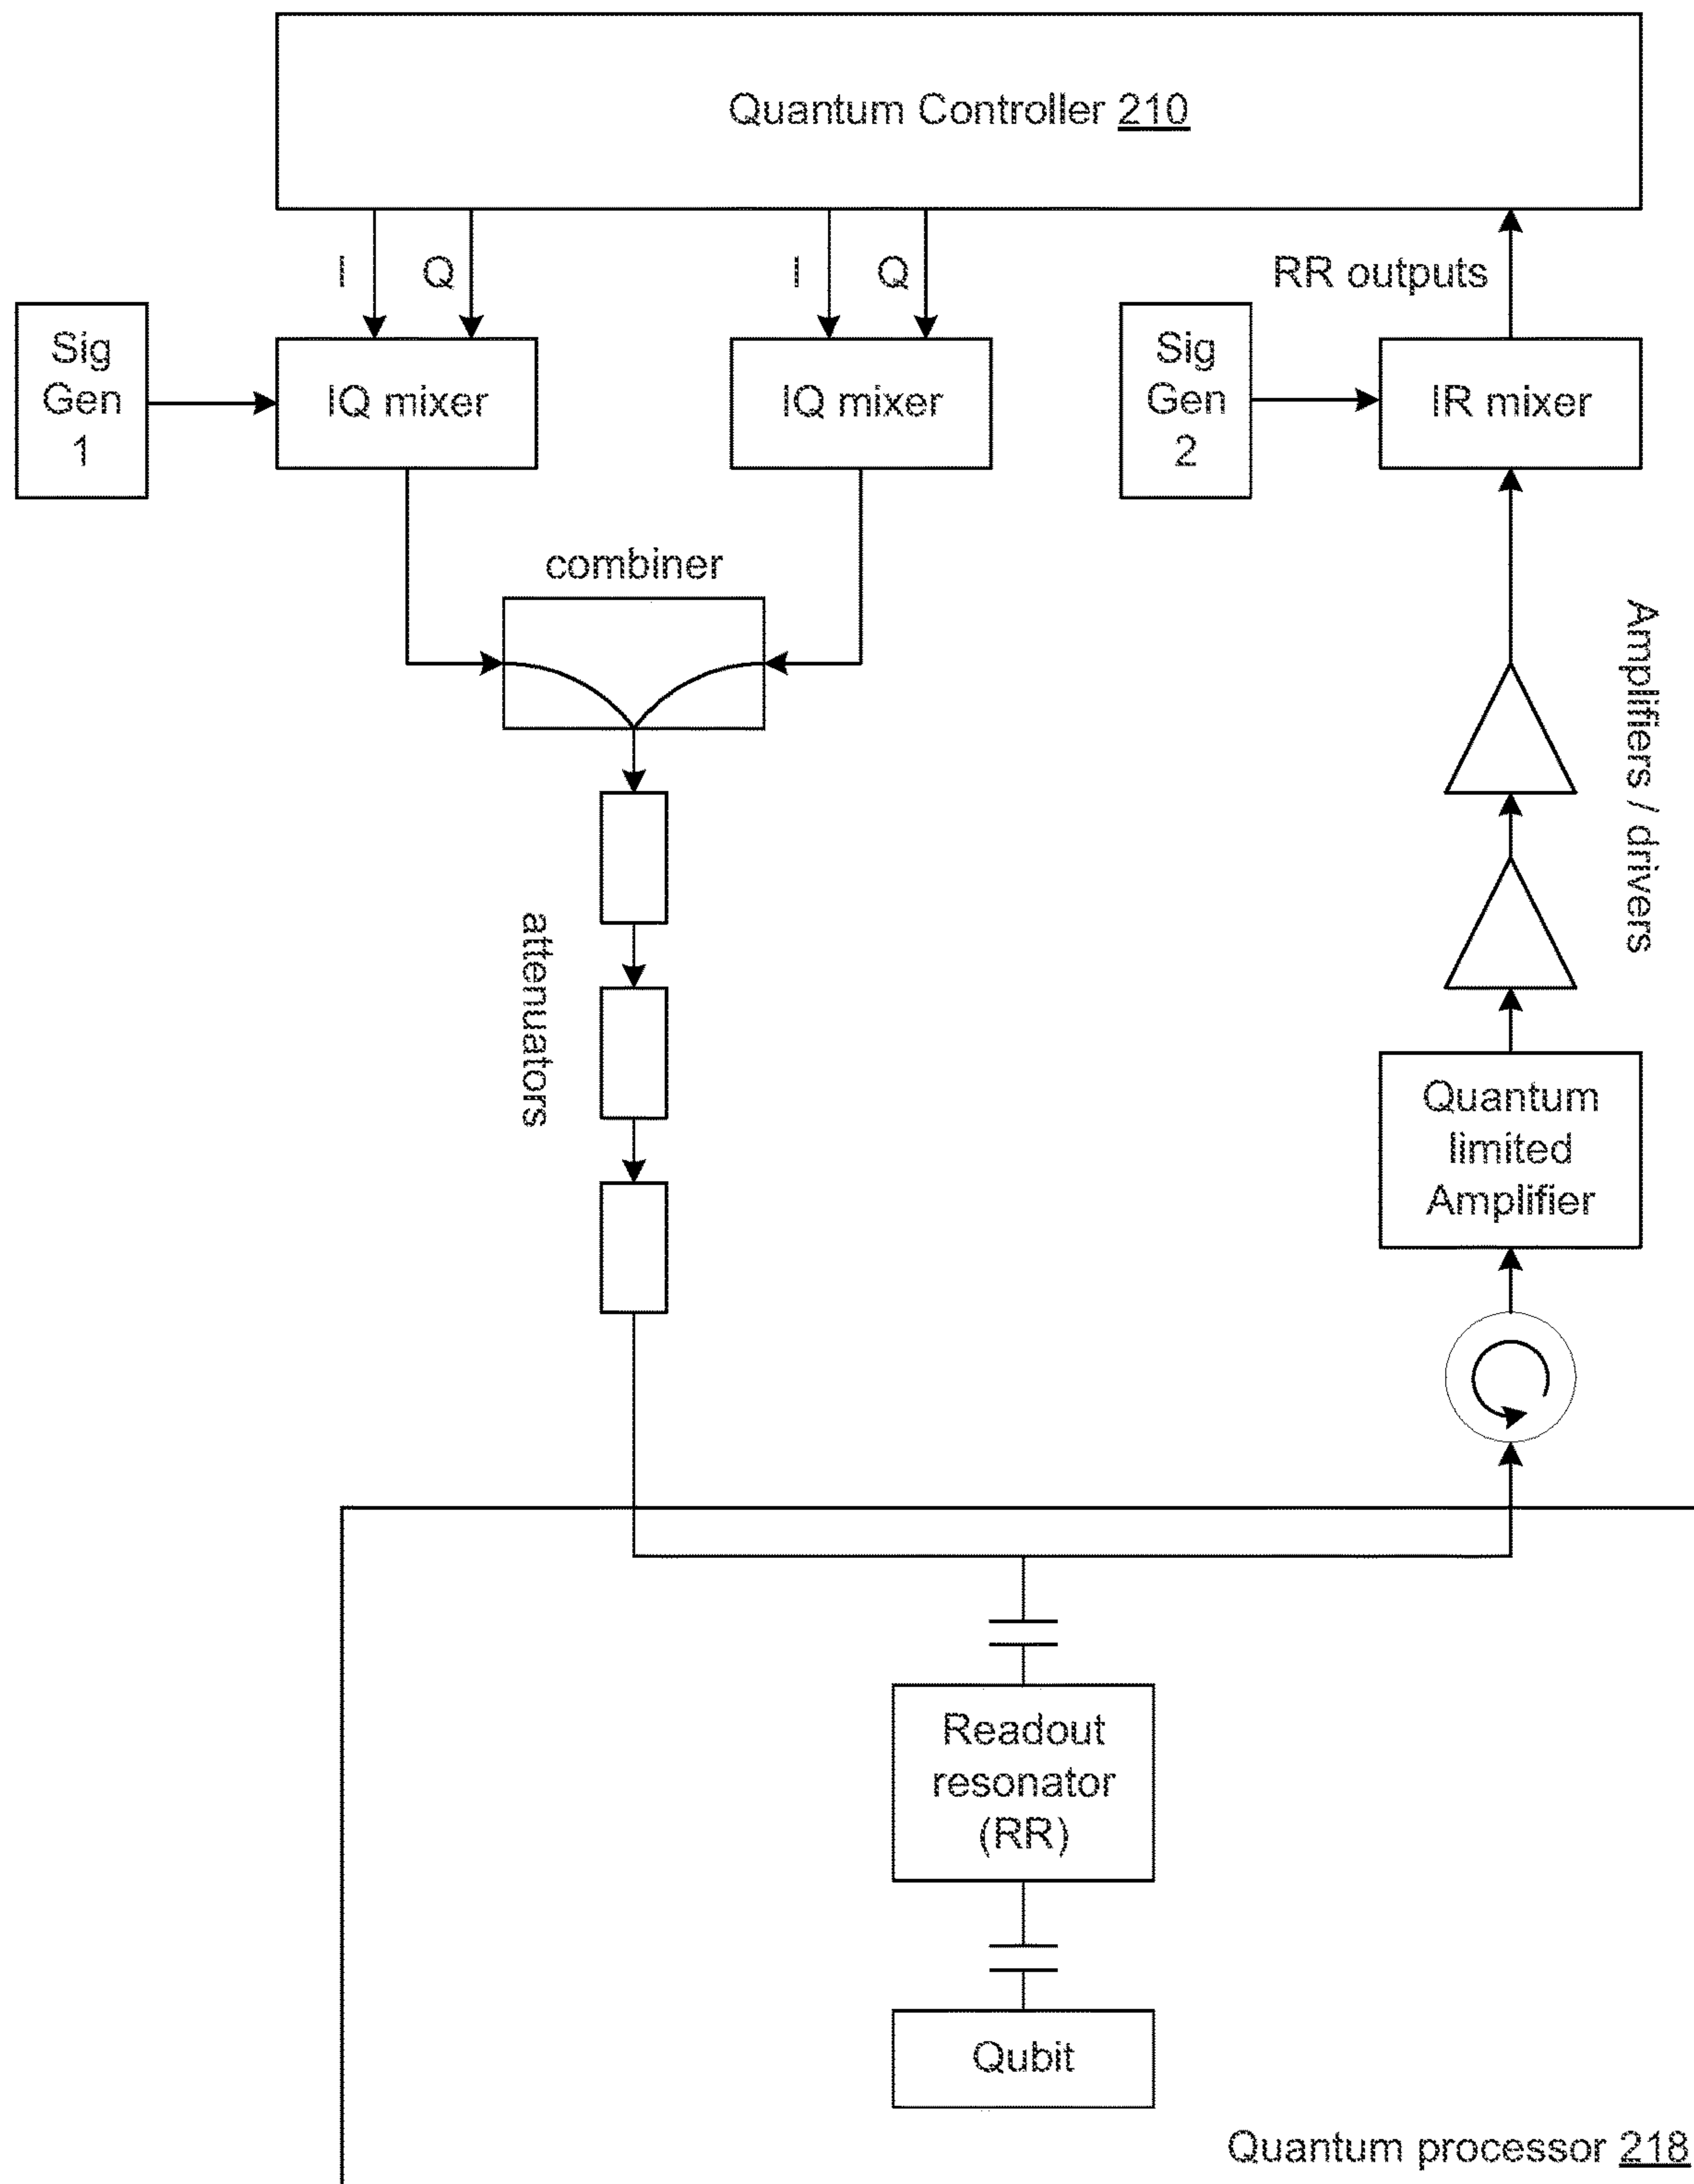 Quantum Controller 210
I
Q
I
Q
RR outputs
Sig
Gen
1
IQ mixer
IQ mixer
Sig
Gen
2
IR mixer
combiner
Amplifiers / drivers
attenuators
Quantum
limited
Amplifier
Readout
resonator
(RR)
Qubit
Quantum processor 218